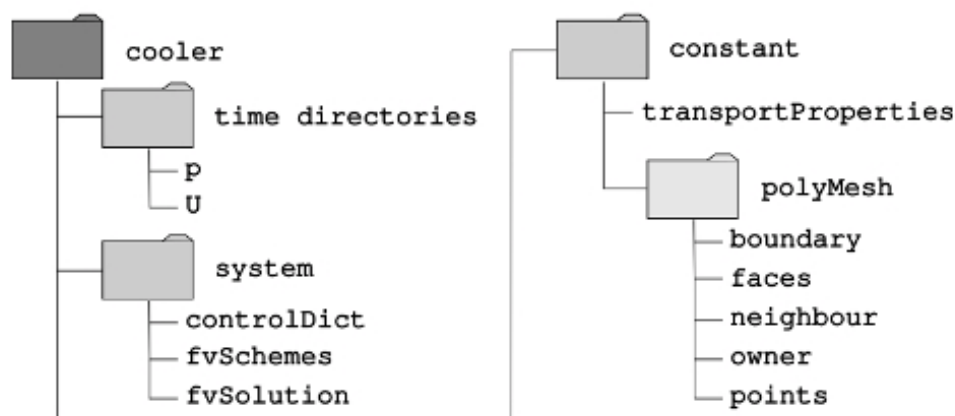 cooler
time directories
p
U
system
controlDict
fvSchemes
fvSolution
constant
transportProperties
polyMesh
boundary
faces
neighbour
owner
points